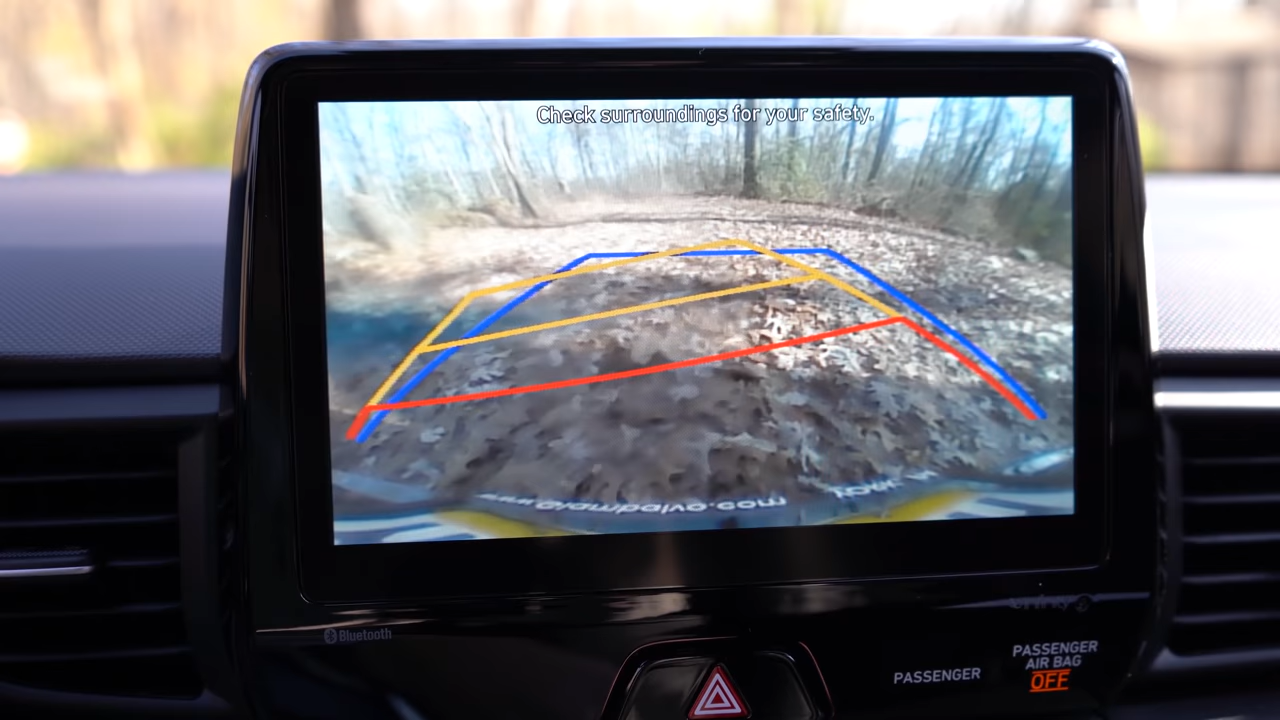 Check surroundings for your safety.
Bluetooth
PASSENGER
PASSENGER
AIR BAG
OFF